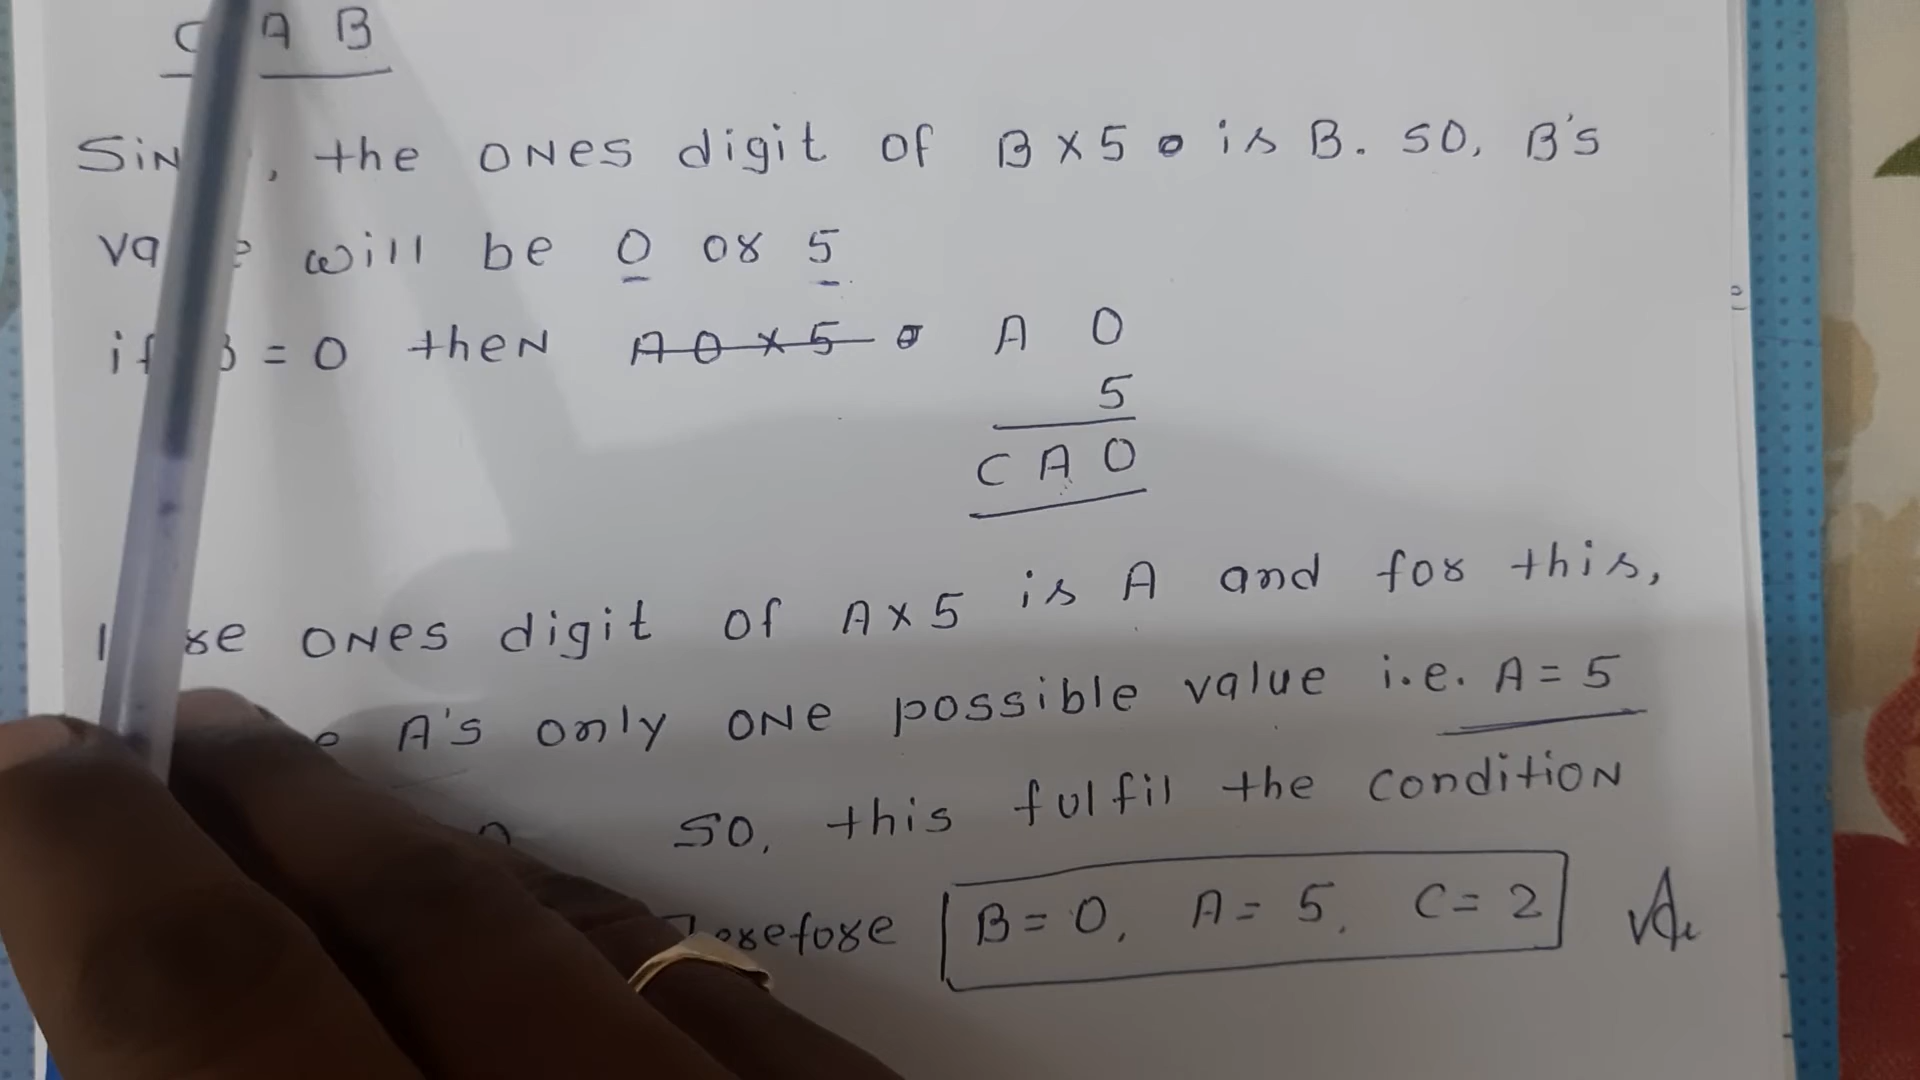 C A B
the ONes digit of B x 5 is B. SO, B's
will be 0 or 5
= 0 then A0 x 5 A 0
5
C A 0
ONes digit of A x 5 is A and for this,
A's only ONe possible value i.e. A = 5
SO, this fulfil the condition
B = 0, A = 5, C = 2